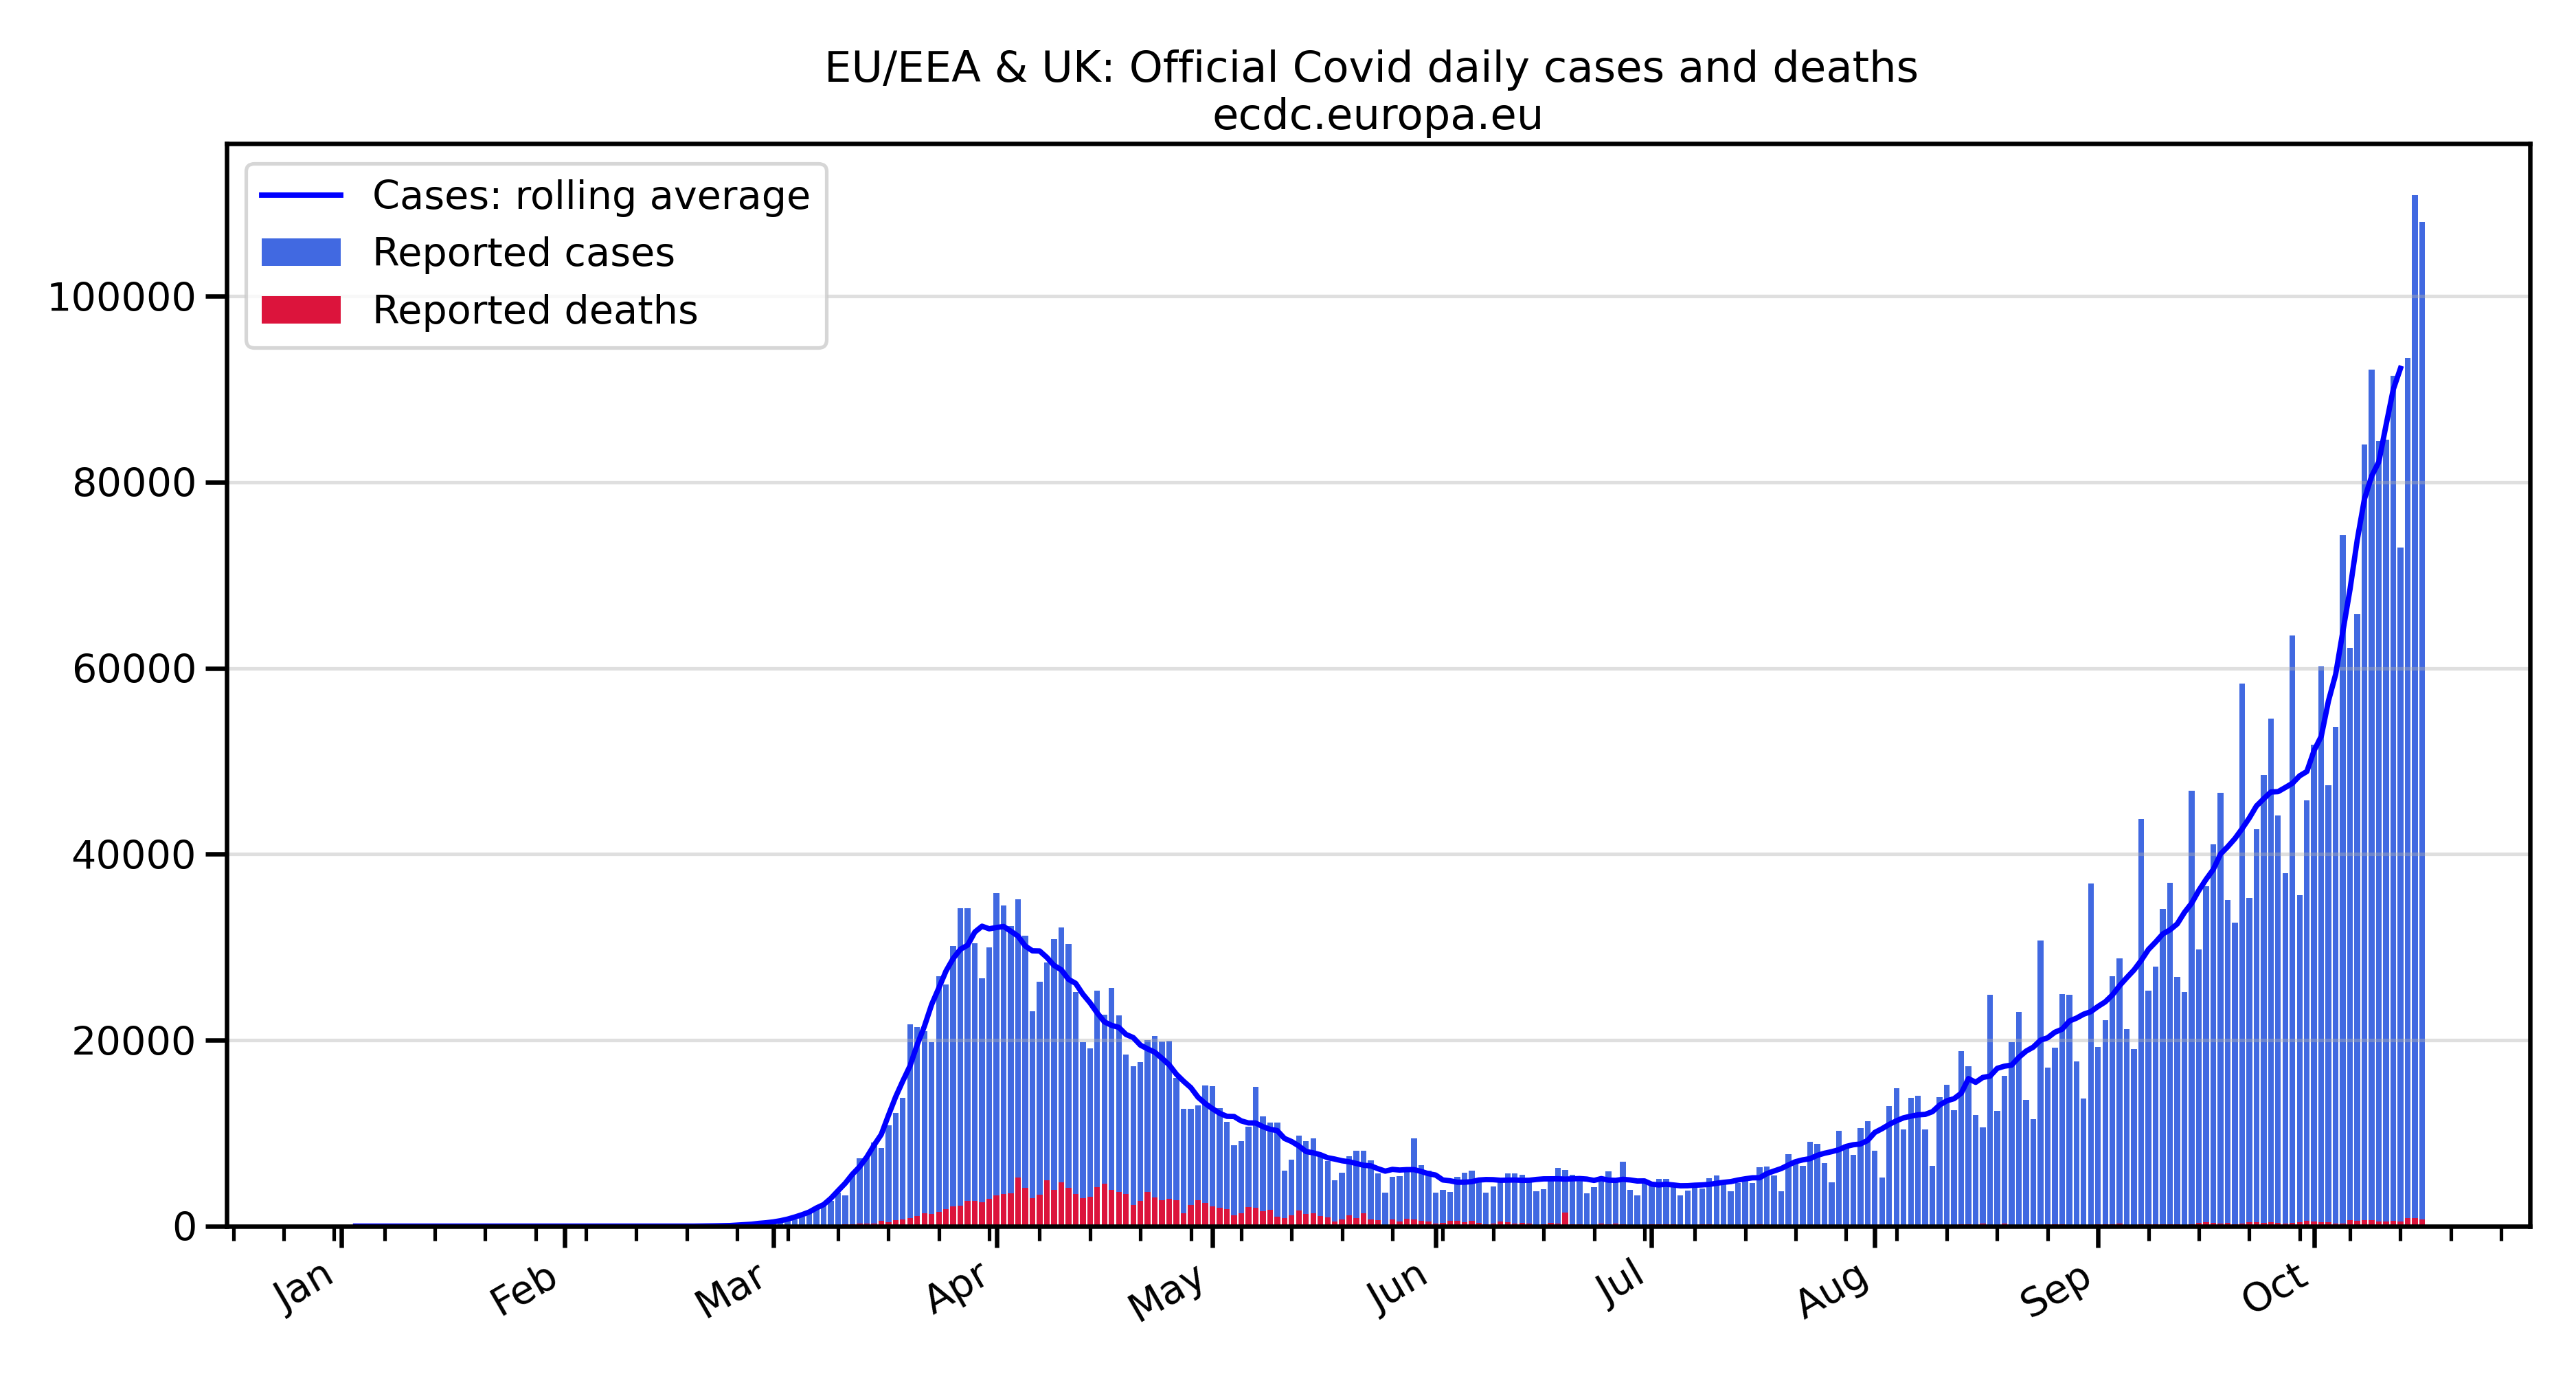 EU/EEA & UK: Official Covid daily cases and deaths
ecdc.europa.eu
Cases: rolling average
Reported cases
Reported deaths
100000
80000
60000
40000
20000
0
Jan
Feb
Mar
Apr
May
Jun
Jul
Aug
Sep
Oct